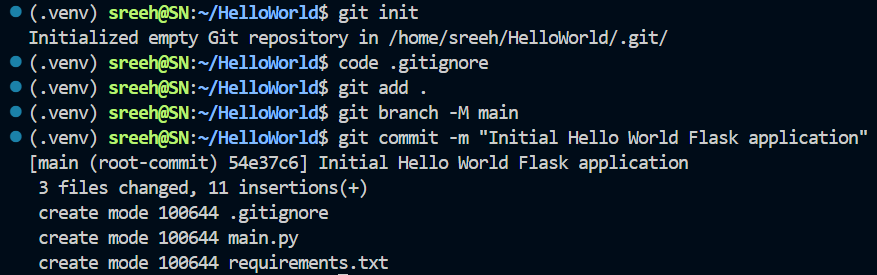 (.venv) sreeh@SN:~/HelloWorld$ git init
Initialized empty Git repository in /home/sreeh/HelloWorld/.git/
(.venv) sreeh@SN:~/HelloWorld$ code .gitignore
(.venv) sreeh@SN:~/HelloWorld$ git add .
(.venv) sreeh@SN:~/HelloWorld$ git branch -M main
(.venv) sreeh@SN:~/HelloWorld$ git commit -m "Initial Hello World Flask application"
[main (root-commit) 54e37c6] Initial Hello World Flask application
 3 files changed, 11 insertions(+)
 create mode 100644 .gitignore
 create mode 100644 main.py
 create mode 100644 requirements.txt